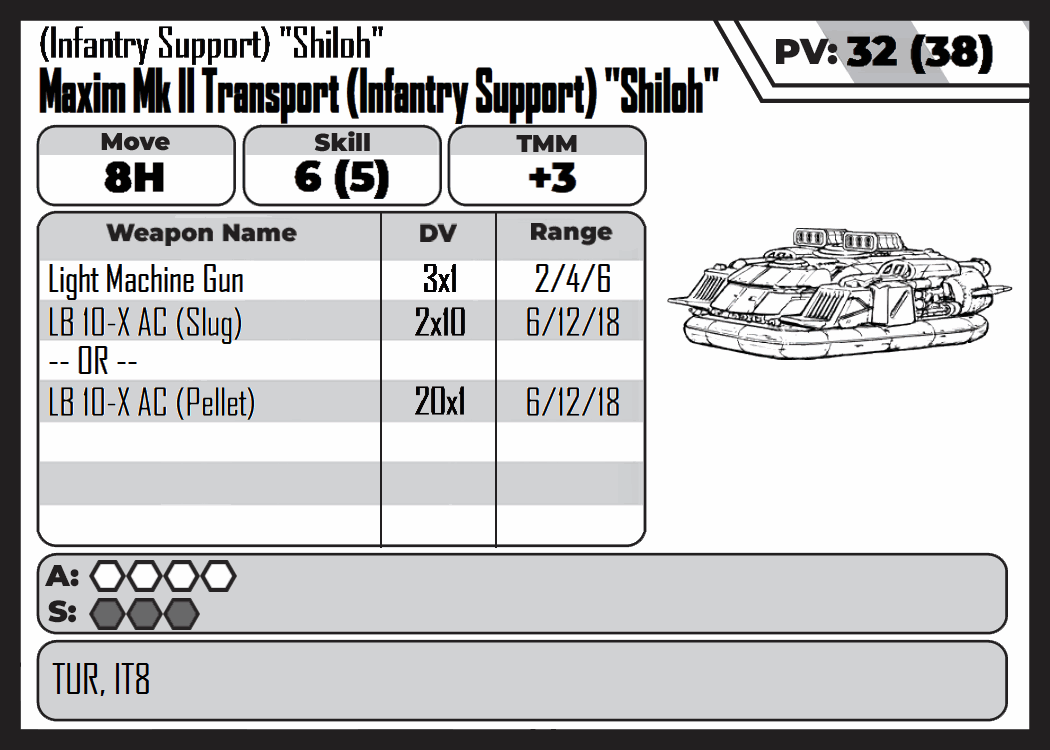 (Infantry Support) "Shiloh"
Maxim Mk II Transport (Infantry Support) "Shiloh"
PV: 32 (38)
Move Skill TMM
8H 6 (5) +3
Weapon Name DV Range
Light Machine Gun 3x1 2/4/6
LB 10-X AC (Slug) 2x10 6/12/18
-- OR --
LB 10-X AC (Pellet) 20x1 6/12/18
A:
S:
TUR, IT8